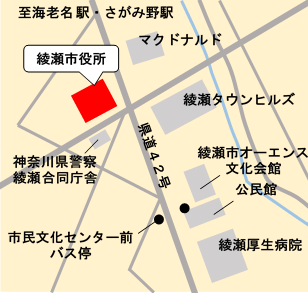 至海老名駅・さがみ野駅
マクドナルド
綾瀬市役所
綾瀬タウンヒルズ
県道42号
神奈川県警察
綾瀬合同庁舎
綾瀬市オーエンス
文化会館
公民館
市民文化センター前
バス停
綾瀬厚生病院